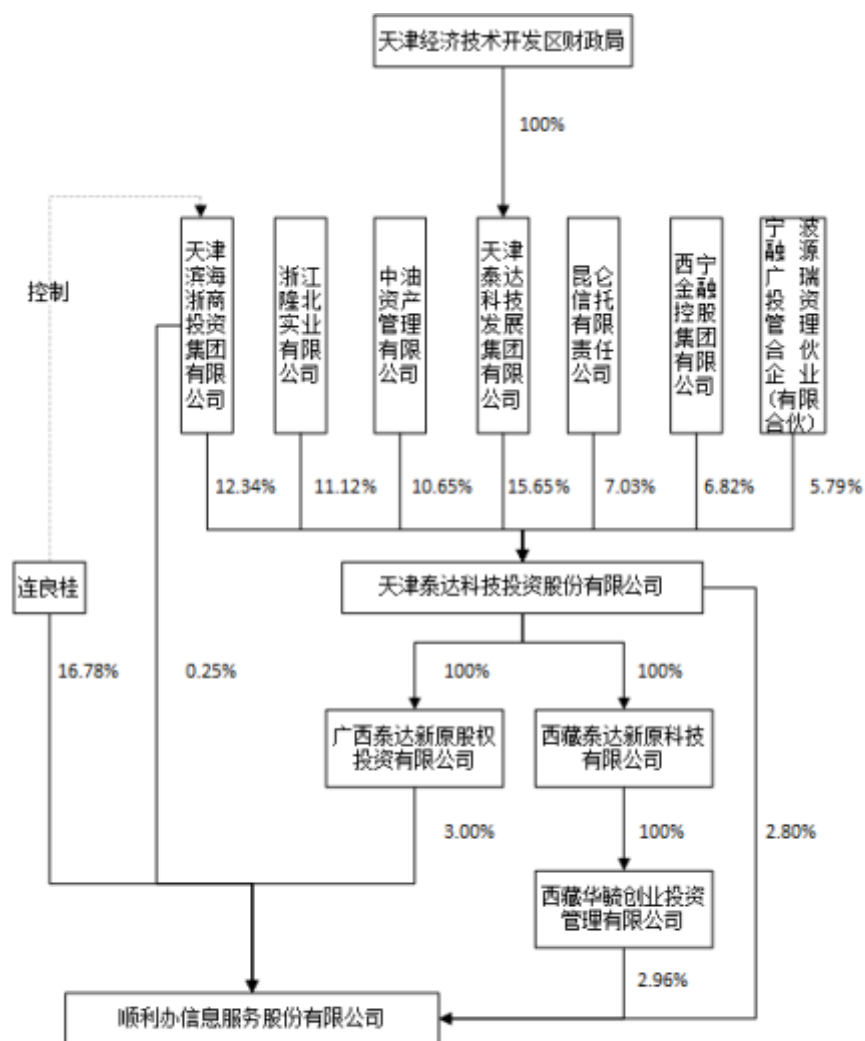 天津经济技术开发区财政局
100%
控制
天津
滨海
浙商
投资
集团
有限
公司
浙江
隆北
实业
有限
公司
中油
资产
管理
有限
公司
天津
泰达
科技
发展
集团
有限
公司
昆仑
信托
有限
责任
公司
西宁
金融
控股
集团
有限
公司
宁波
融源
广瑞
投资
管理
合伙
企业
（有限
合伙）
12.34%
11.12%
10.65%
15.65%
7.03%
6.82%
5.79%
连良桂
天津泰达科技投资股份有限公司
16.78%
0.25%
100%
100%
广西泰达新原股权
投资有限公司
西藏泰达新原科技
有限公司
3.00%
100%
2.80%
西藏华毓创业投资
管理有限公司
2.96%
顺利办信息服务股份有限公司